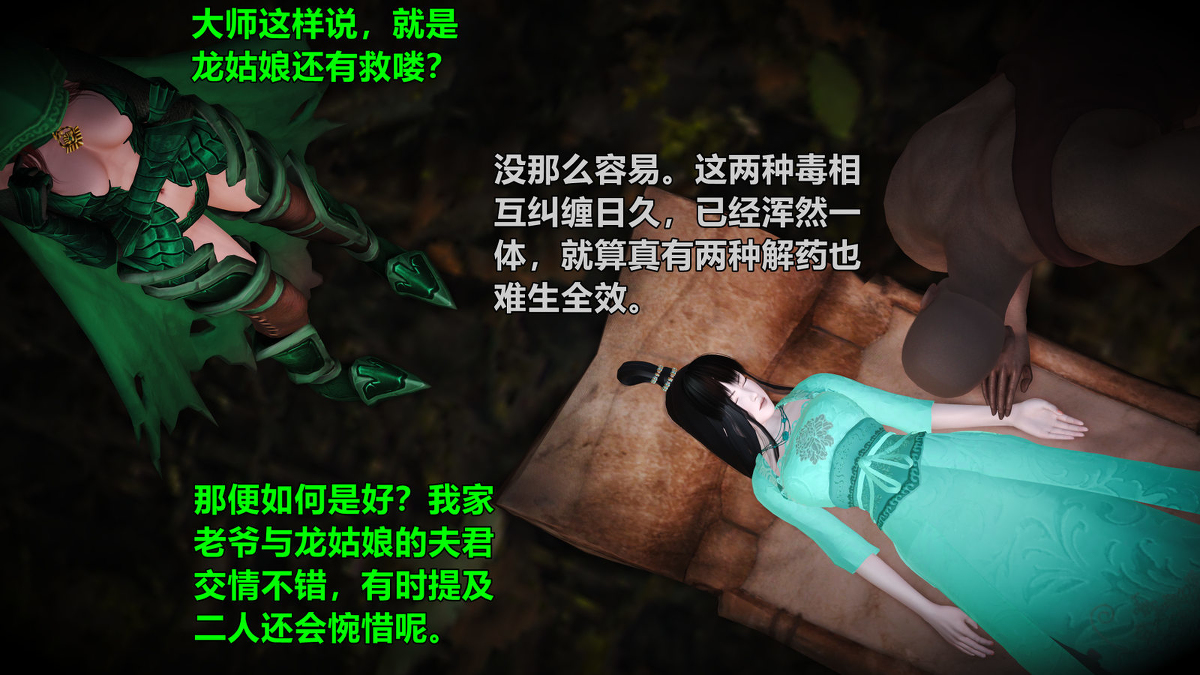 大师这样说，就是
龙姑娘还有救喽？
没那么容易。这两种毒相
互纠缠日久，已经浑然一
体，就算真有两种解药也
难生全效。
那便如何是好？我家
老爷与龙姑娘的夫君
交情不错，有时提及
二人还会惋惜呢。